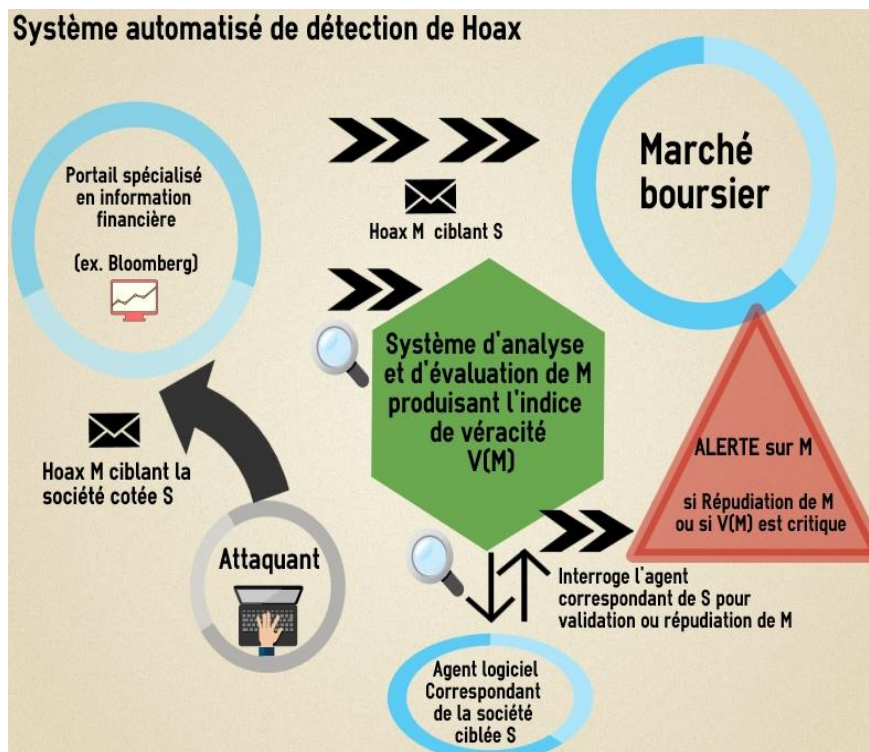 Système automatisé de détection de Hoax
Portail spécialisé
en information
financière
(ex. Bloomberg)
Hoax M ciblant S
Marché
boursier
Système d'analyse
et d'évaluation de M
produisant l'indice
de véracité
V(M)
Hoax M ciblant la
société cotée S
Attaquant
ALERTE sur M
si Répudiation de M
ou si V(M) est critique
Interroge l'agent
correspondant de S pour
validation ou répudiation de M
Agent logiciel
Correspondant
de la société
ciblée S